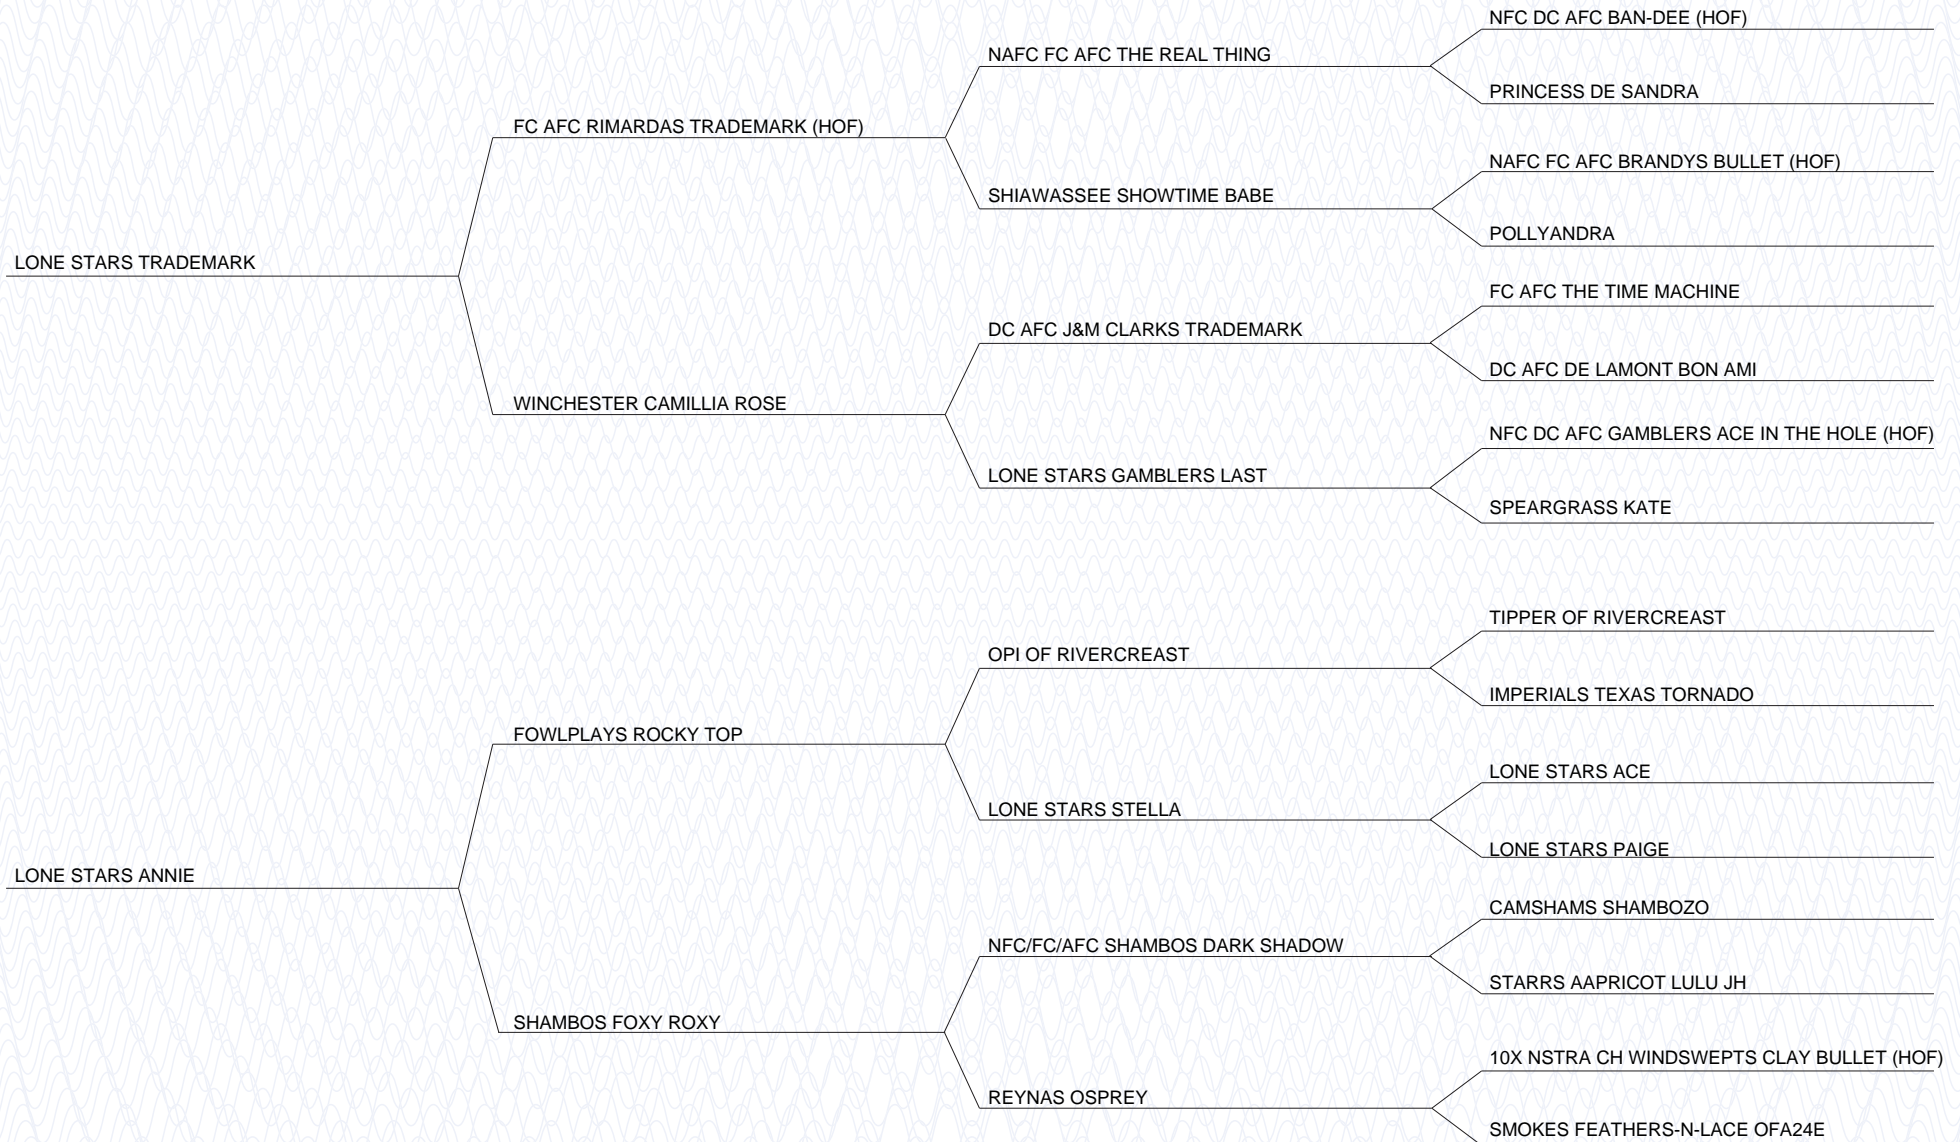 NFC DC AFC BAN-DEE (HOF)
NAFC FC AFC THE REAL THING
PRINCESS DE SANDRA
FC AFC RIMARDAS TRADEMARK (HOF)
NAFC FC AFC BRANDYS BULLET (HOF)
SHIAWASSEE SHOWTIME BABE
POLLYANDRA
LONE STARS TRADEMARK
FC AFC THE TIME MACHINE
DC AFC J&M CLARKS TRADEMARK
DC AFC DE LAMONT BON AMI
WINCHESTER CAMILLIA ROSE
NFC DC AFC GAMBLERS ACE IN THE HOLE (HOF)
LONE STARS GAMBLERS LAST
SPEARGRASS KATE
TIPPER OF RIVERCREAST
OPI OF RIVERCREAST
IMPERIALS TEXAS TORNADO
FOWLPLAYS ROCKY TOP
LONE STARS ACE
LONE STARS STELLA
LONE STARS PAIGE
LONE STARS ANNIE
CAMSHAMS SHAMBOZO
NFC/FC/AFC SHAMBOS DARK SHADOW
STARRS AAPRICOT LULU JH
SHAMBOS FOXY ROXY
10X NSTRA CH WINDSWEPTS CLAY BULLET (HOF)
REYNAS OSPREY
SMOKES FEATHERS-N-LACE OFA24E